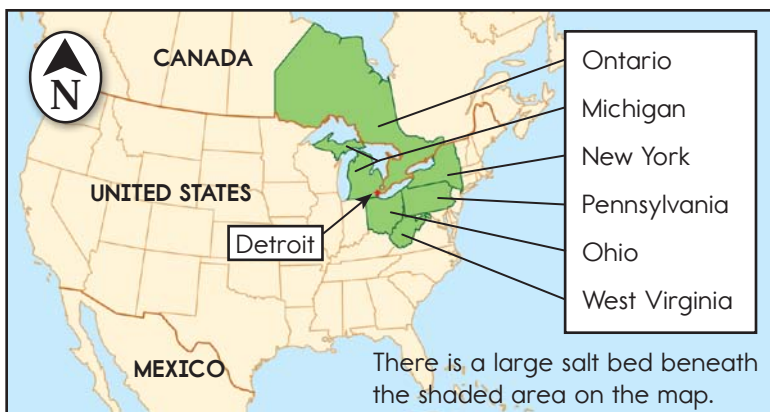 CANADA
N
UNITED STATES
Detroit
MEXICO
Ontario
Michigan
New York
Pennsylvania
Ohio
West Virginia
There is a large salt bed beneath
the shaded area on the map.